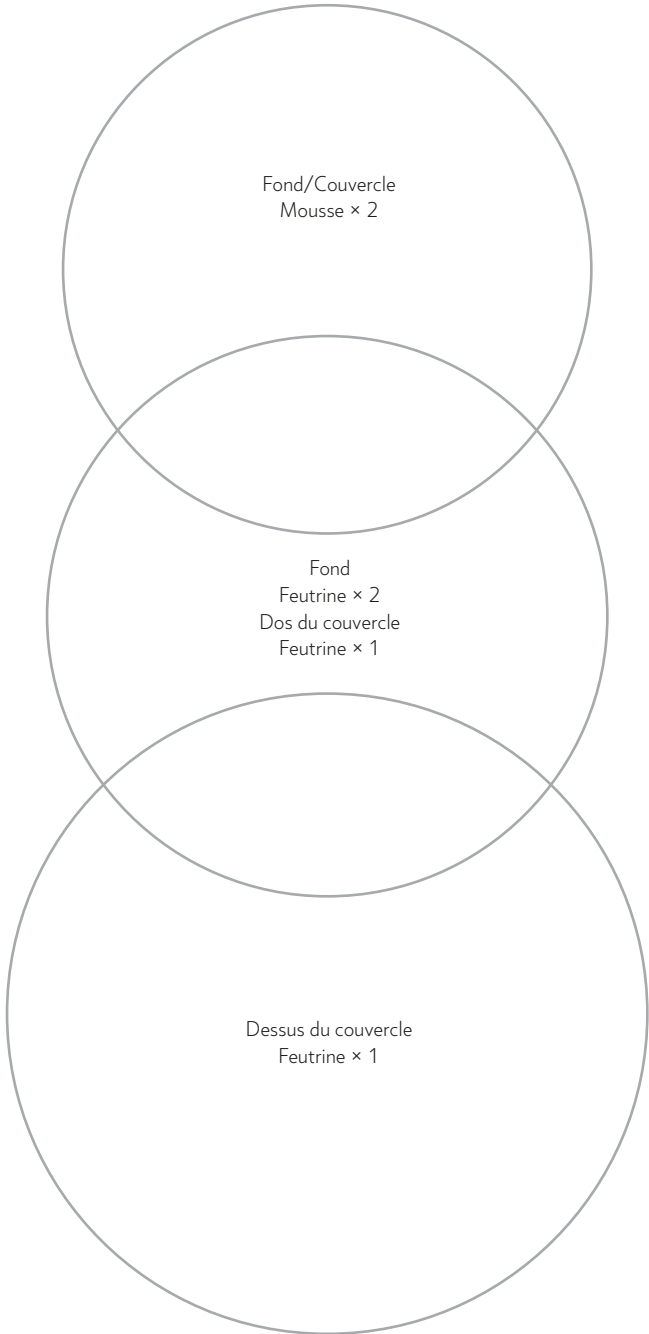 Fond/Couvercle
Mousse × 2
Fond
Feutrine × 2
Dos du couvercle
Feutrine × 1
Dessus du couvercle
Feutrine × 1